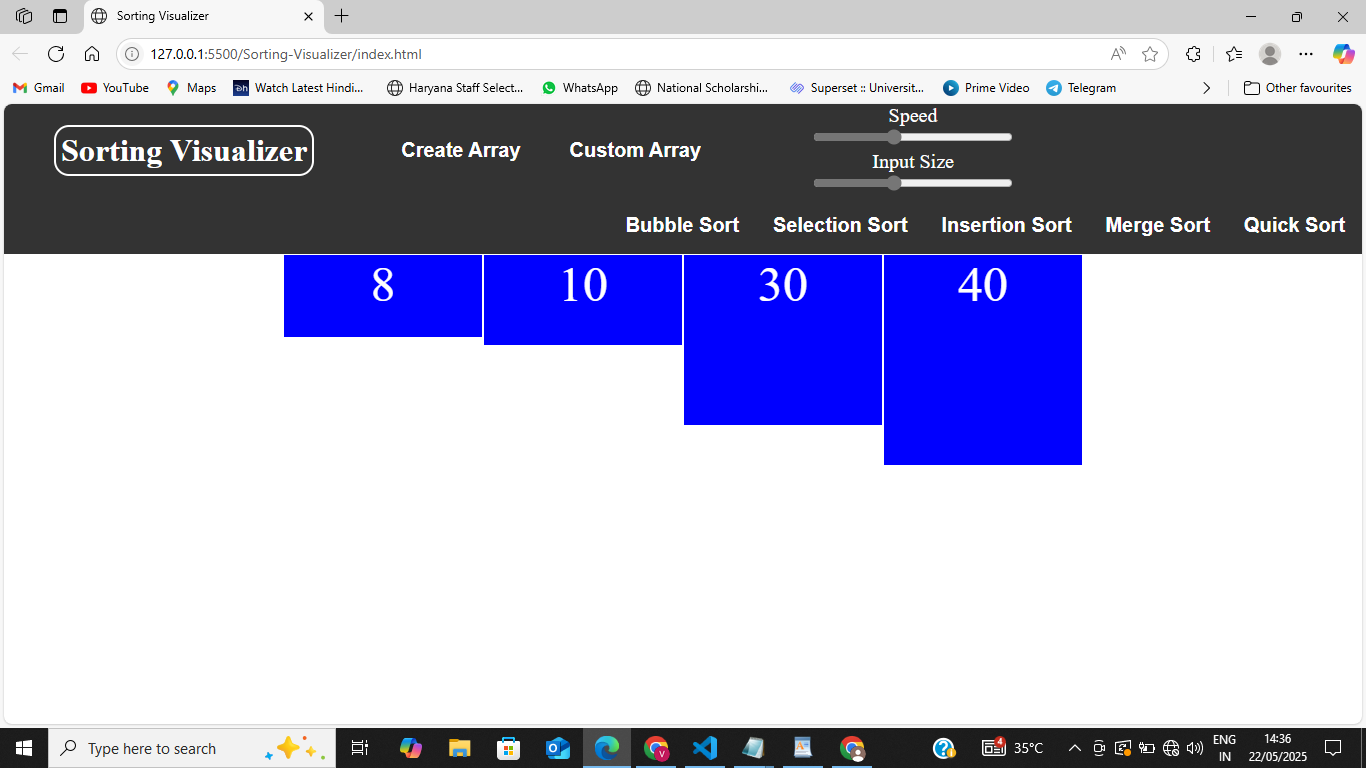 Sorting Visualizer
127.0.0.1:5500/Sorting-Visualizer/index.html
Gmail YouTube Maps Watch Latest Hindi... Haryana Staff Select... WhatsApp National Scholarshi... Superset :: Universit... Prime Video Telegram Other favourites
Speed
Sorting Visualizer Create Array Custom Array
Input Size
Bubble Sort Selection Sort Insertion Sort Merge Sort Quick Sort
8 10 30 40
Type here to search 4 35°C ENG 14:36
IN 22/05/2025